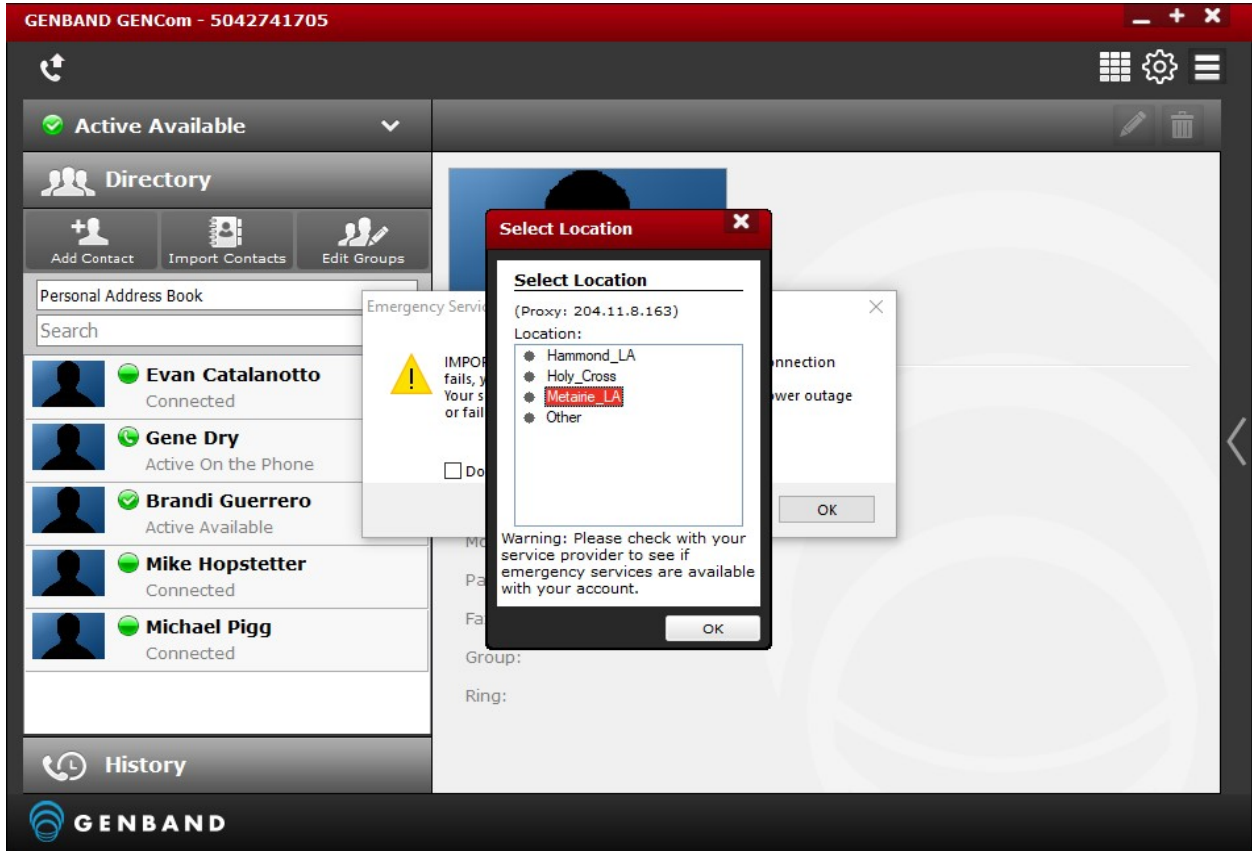 GENBAND GENCom - 5042741705
Active Available
Directory
Add Contact Import Contacts Edit Groups
Personal Address Book
Search
Evan Catalanotto
Connected
Gene Dry
Active On the Phone
Brandi Guerrero
Active Available
Mike Hopstetter
Connected
Michael Pigg
Connected
History
GENBAND
Emergency
fails,
Your
wer outage
or fail
Do
OK
Select Location
Select Location
(Proxy: 204.11.8.163)
Location:
Hammond_LA
Holy_Cross
Metairie_LA
Other
Warning: Please check with your
service provider to see if
emergency services are available
with your account.
OK
Group:
Ring: